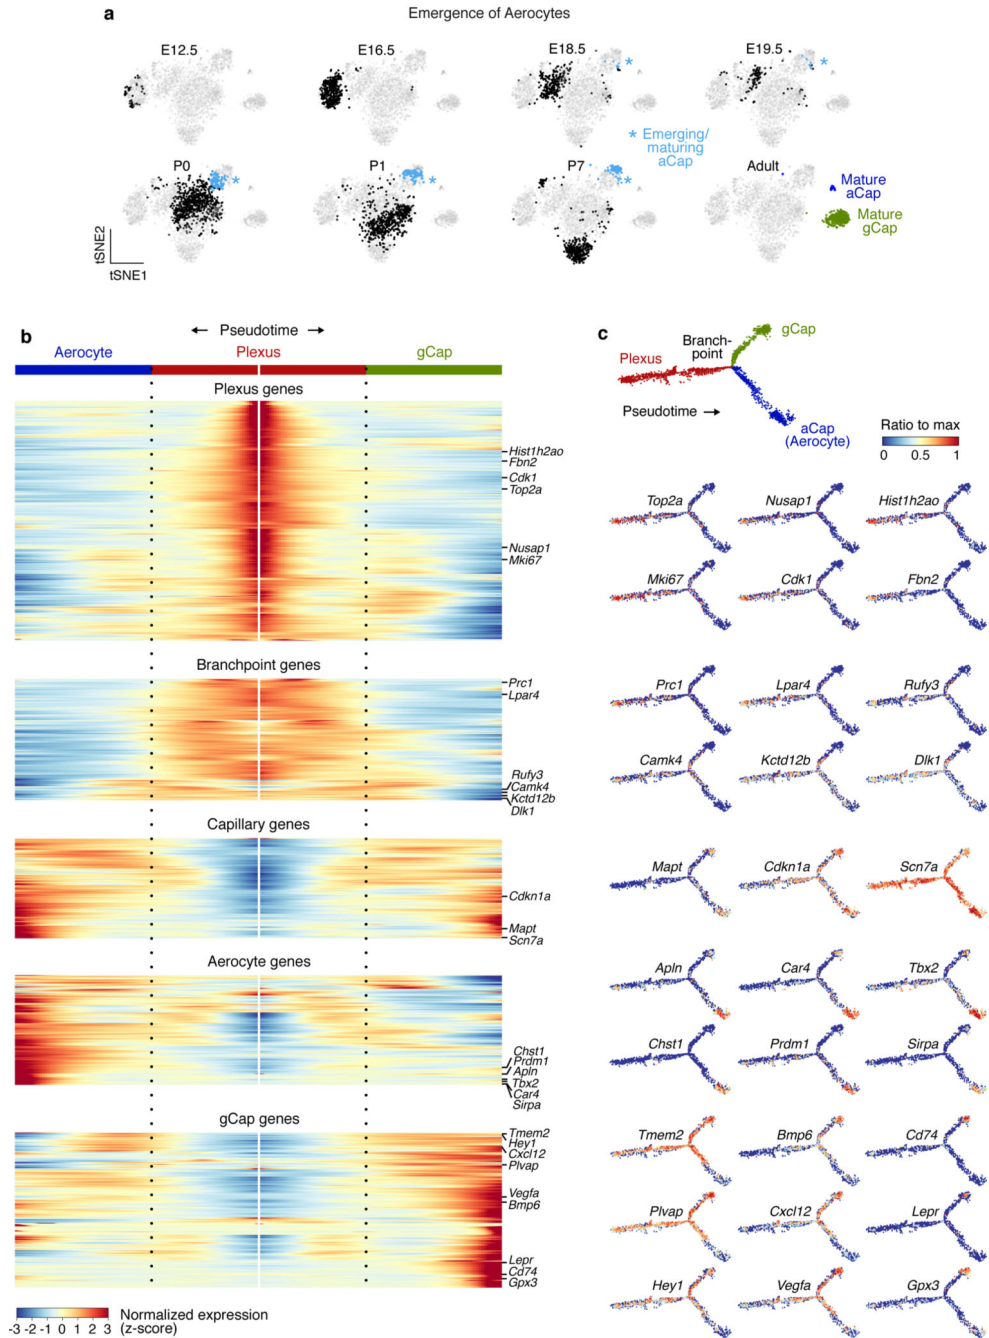 a
Emergence of Aerocytes
E12.5
E16.5
E18.5
E19.5
*
*
* Emerging/
maturing
aCap
P0
P1
P7
Adult
*
*
*
Mature
aCap
Mature
gCap
tSNE2
tSNE1
b
← Pseudotime →
Aerocyte
Plexus
gCap
Plexus genes
Hist1h2ao
Fbn2
Cdk1
Top2a
Nusap1
Mki67
Branchpoint genes
Prc1
Lpar4
Rufy3
Camk4
Kctd12b
Dlk1
Capillary genes
Cdkn1a
Mapt
Scn7a
Aerocyte genes
Chst1
Prdm1
Apln
Tbx2
Car4
Sirpa
gCap genes
Tmem2
Hey1
Cxcl12
Plvap
Vegfa
Bmp6
Lepr
Cd74
Gpx3
-3 -2 -1 0 1 2 3
Normalized expression
(z-score)
c
gCap
Branch-
point
Plexus
Pseudotime →
aCap
(Aerocyte)
Ratio to max
0 0.5 1
Top2a
Nusap1
Hist1h2ao
Mki67
Cdk1
Fbn2
Prc1
Lpar4
Rufy3
Camk4
Kctd12b
Dlk1
Mapt
Cdkn1a
Scn7a
Apln
Car4
Tbx2
Chst1
Prdm1
Sirpa
Tmem2
Bmp6
Cd74
Plvap
Cxcl12
Lepr
Hey1
Vegfa
Gpx3